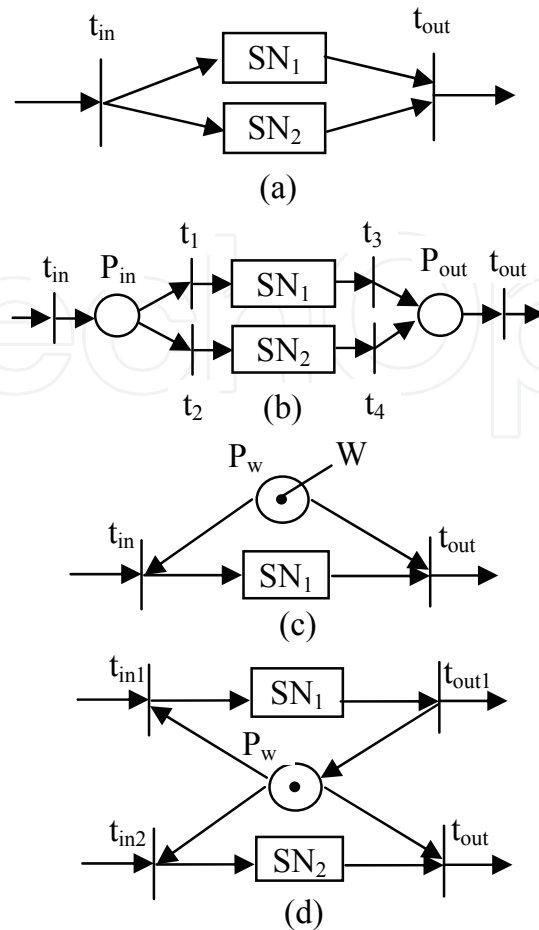 t_in t_out
SN_1
SN_2
(a)
t_in P_in t_1 t_3 P_out t_out
SN_1
SN_2
t_2 (b) t_4
P_w W
t_in t_out
SN_1
(c)
t_in1 t_out1
SN_1
P_w
t_in2 t_out
SN_2
(d)